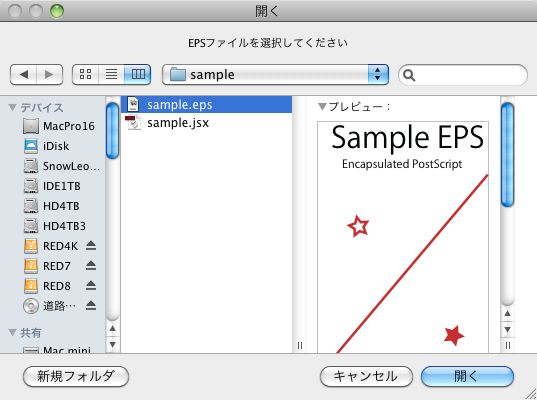 開く
EPSファイルを選択してください
sample
▼デバイス
MacPro16
iDisk
SnowLeo...
IDE1TB
HD4TB
HD4TB3
RED4K
RED7
RED8
道路…
▼共有
Mac mini
sample.eps
sample.jsx
▼プレビュー：
Sample EPS
Encapsulated PostScript
新規フォルダ
キャンセル
開く